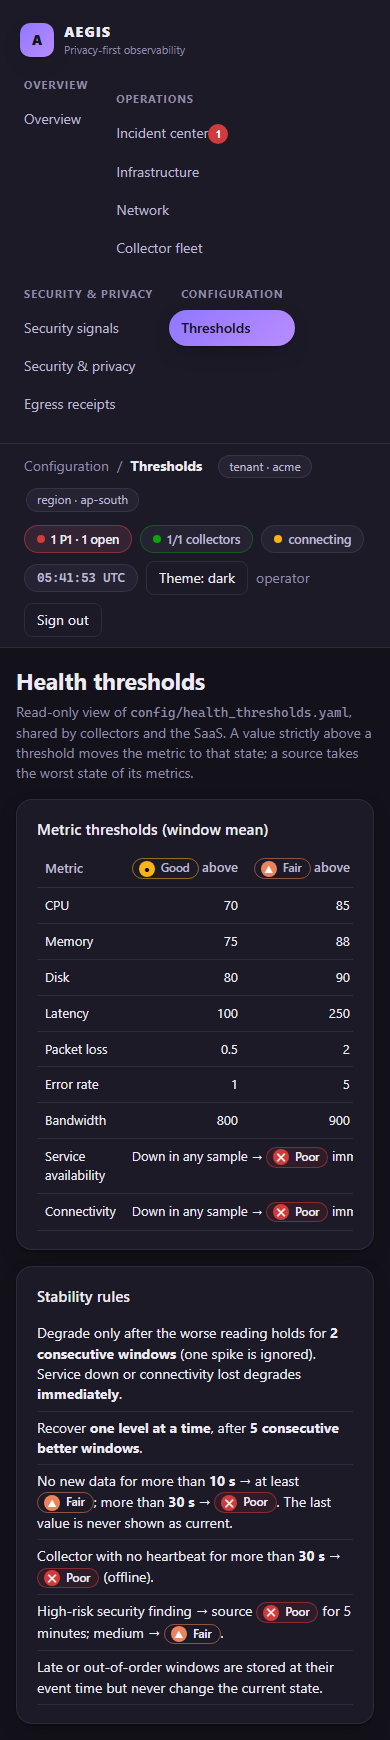 A
AEGIS
Privacy-first observability
OVERVIEW
Overview
OPERATIONS
Incident center 1
Infrastructure
Network
Collector fleet
SECURITY & PRIVACY
Security signals
Security & privacy
Egress receipts
CONFIGURATION
Thresholds
Configuration / Thresholds tenant · acme
region · ap-south
1 P1 · 1 open 1/1 collectors connecting
05:41:53 UTC Theme: dark operator
Sign out
Health thresholds
Read-only view of config/health_thresholds.yaml,
shared by collectors and the SaaS. A value strictly above a
threshold moves the metric to that state; a source takes
the worst state of its metrics.
Metric thresholds (window mean)
Metric Good above Fair above
CPU 70 85
Memory 75 88
Disk 80 90
Latency 100 250
Packet loss 0.5 2
Error rate 1 5
Bandwidth 800 900
Service availability Down in any sample → Poor
Connectivity Down in any sample → Poor
Stability rules
Degrade only after the worse reading holds for 2
consecutive windows (one spike is ignored).
Service down or connectivity lost degrades
immediately.
Recover one level at a time, after 5 consecutive
better windows.
No new data for more than 10 s → at least
Fair; more than 30 s → Poor. The last
value is never shown as current.
Collector with no heartbeat for more than 30 s →
Poor (offline).
High-risk security finding → source Poor for 5
minutes; medium → Fair.
Late or out-of-order windows are stored at their
event time but never change the current state.